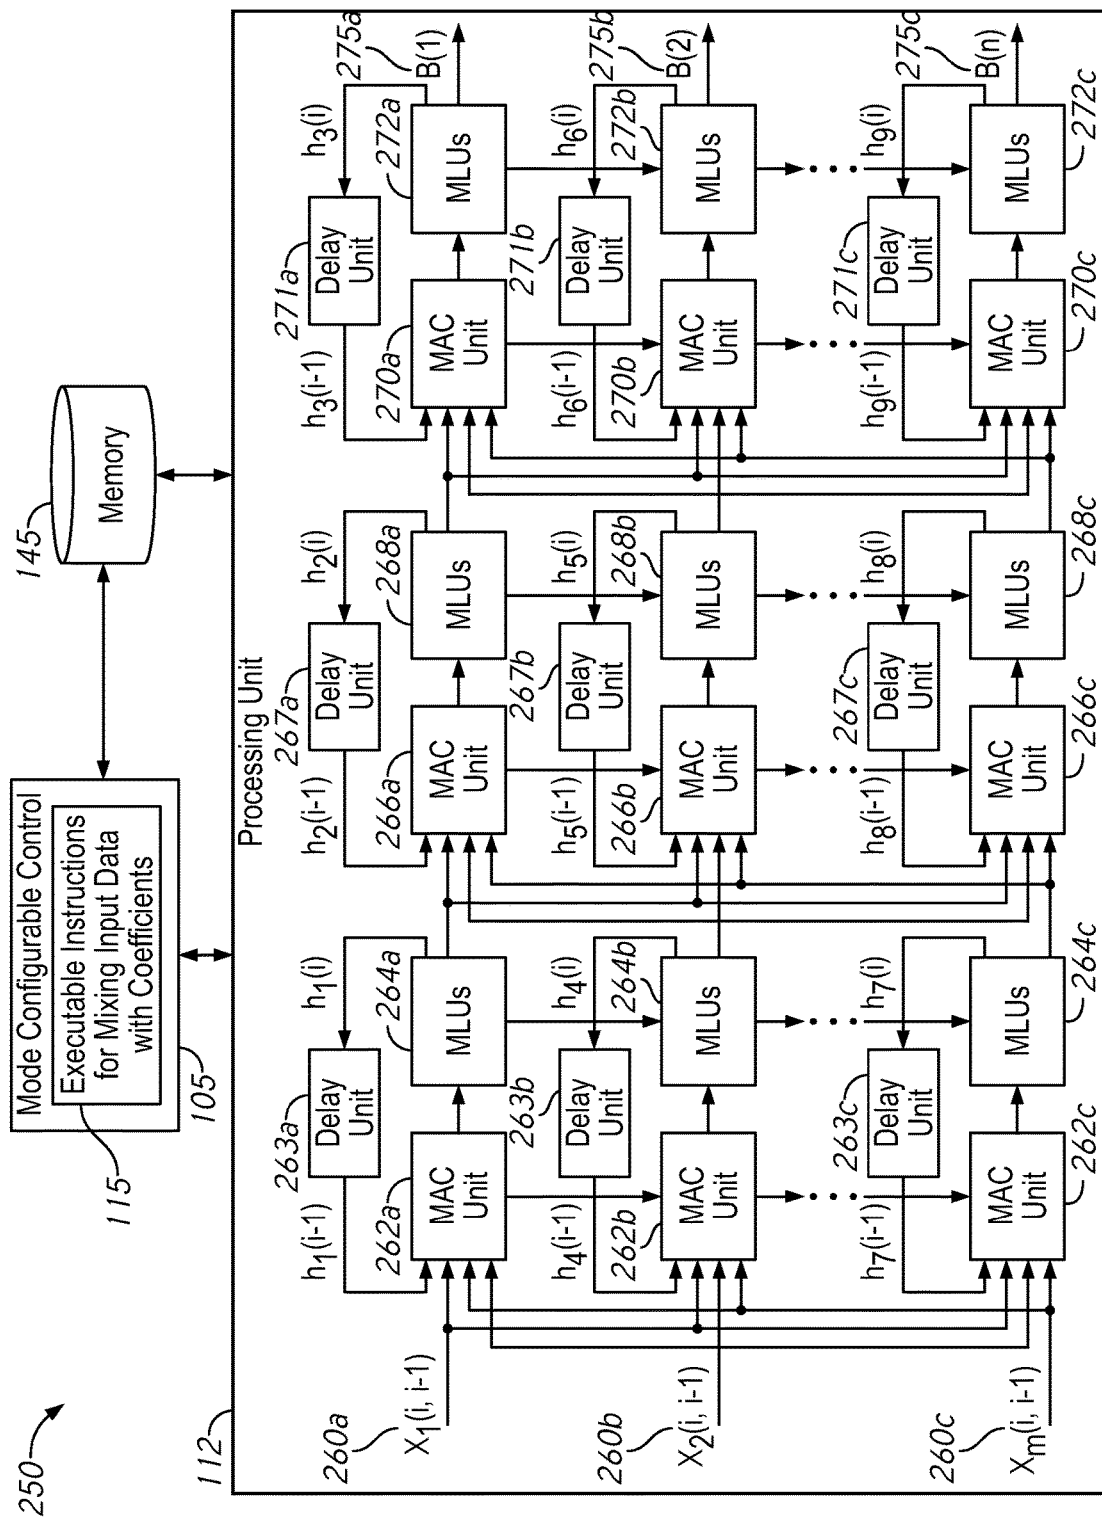 250
115
Mode Configurable Control
Executable Instructions
for Mixing Input Data
with Coefficients
105
145
Memory
112
Processing Unit
260a
X1(i, i-1)
h1(i-1)
263a
Delay
Unit
h1(i)
262a
MAC
Unit
264a
MLUs
h2(i-1)
267a
Delay
Unit
h2(i)
266a
MAC
Unit
268a
MLUs
h3(i-1)
271a
Delay
Unit
h3(i)
270a
MAC
Unit
272a
MLUs
275a
B(1)
260b
X2(i, i-1)
h4(i-1)
263b
Delay
Unit
h4(i)
262b
MAC
Unit
264b
MLUs
h5(i-1)
267b
Delay
Unit
h5(i)
266b
MAC
Unit
268b
MLUs
h6(i-1)
271b
Delay
Unit
h6(i)
270b
MAC
Unit
272b
MLUs
275b
B(2)
260c
Xm(i, i-1)
h7(i-1)
263c
Delay
Unit
h7(i)
262c
MAC
Unit
264c
MLUs
h8(i-1)
267c
Delay
Unit
h8(i)
266c
MAC
Unit
268c
MLUs
h9(i-1)
271c
Delay
Unit
h9(i)
270c
MAC
Unit
272c
MLUs
275c
B(n)